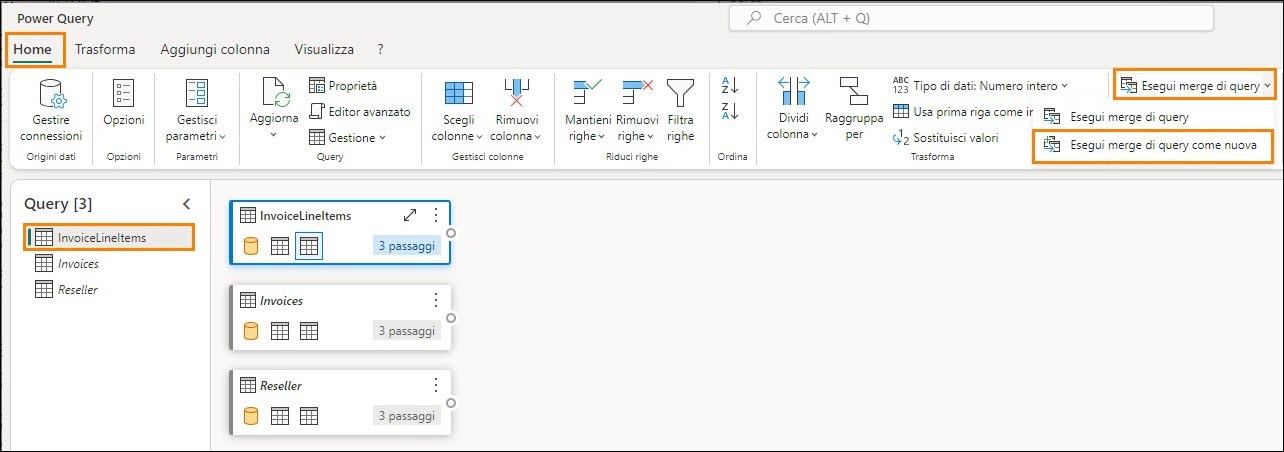 Power Query
Cerca (ALT + Q)
Home Trasforma Aggiungi colonna Visualizza ?
Gestire connessioni
Origini dati
Opzioni
Opzioni
Gestisci parametri
Parametri
Aggiorna
Proprietà
Editor avanzato
Gestione
Query
Scegli colonne
Rimuovi colonna
Gestisci colonne
Mantieni righe
Rimuovi righe
Filtra righe
Riduci righe
A
Z
Z
A
Ordina
Dividi colonna
Raggruppa per
ABC
123
Tipo di dati: Numero intero
Usa prima riga come in
1
2
Sostituisci valori
Trasforma
Esegui merge di query
Esegui merge di query
Esegui merge di query come nuova
Query [3]
InvoiceLineItems
Invoices
Reseller
InvoiceLineItems
3 passaggi
Invoices
3 passaggi
Reseller
3 passaggi